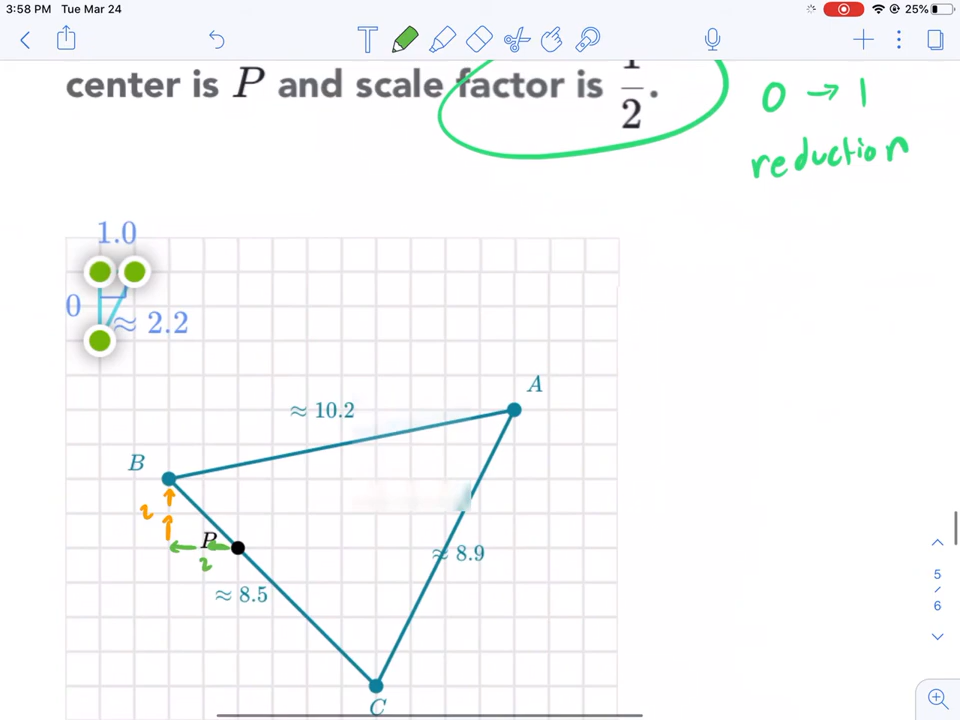 3:58 PM Tue Mar 24
25%
T
center is P and scale factor is 1/2.
0 → 1
reduction
1.0
0
≈ 2.2
A
≈ 10.2
B
2
P
2
≈ 8.9
≈ 8.5
C
5
/
6